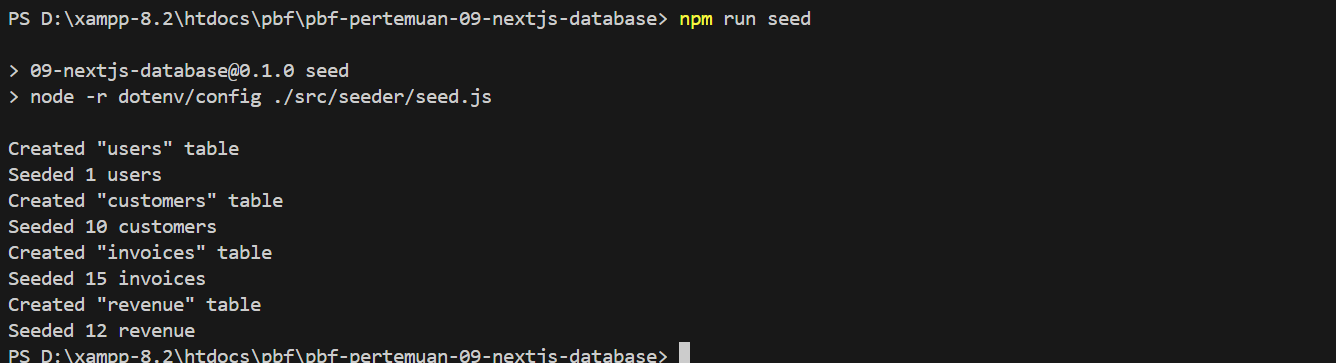 PS D:\xampp-8.2\htdocs\pbf\pbf-pertemuan-09-nextjs-database> npm run seed
> 09-nextjs-database@0.1.0 seed
> node -r dotenv/config ./src/seeder/seed.js
Created "users" table
Seeded 1 users
Created "customers" table
Seeded 10 customers
Created "invoices" table
Seeded 15 invoices
Created "revenue" table
Seeded 12 revenue
PS D:\xampp-8.2\htdocs\pbf\pbf-pertemuan-09-nextjs-database>